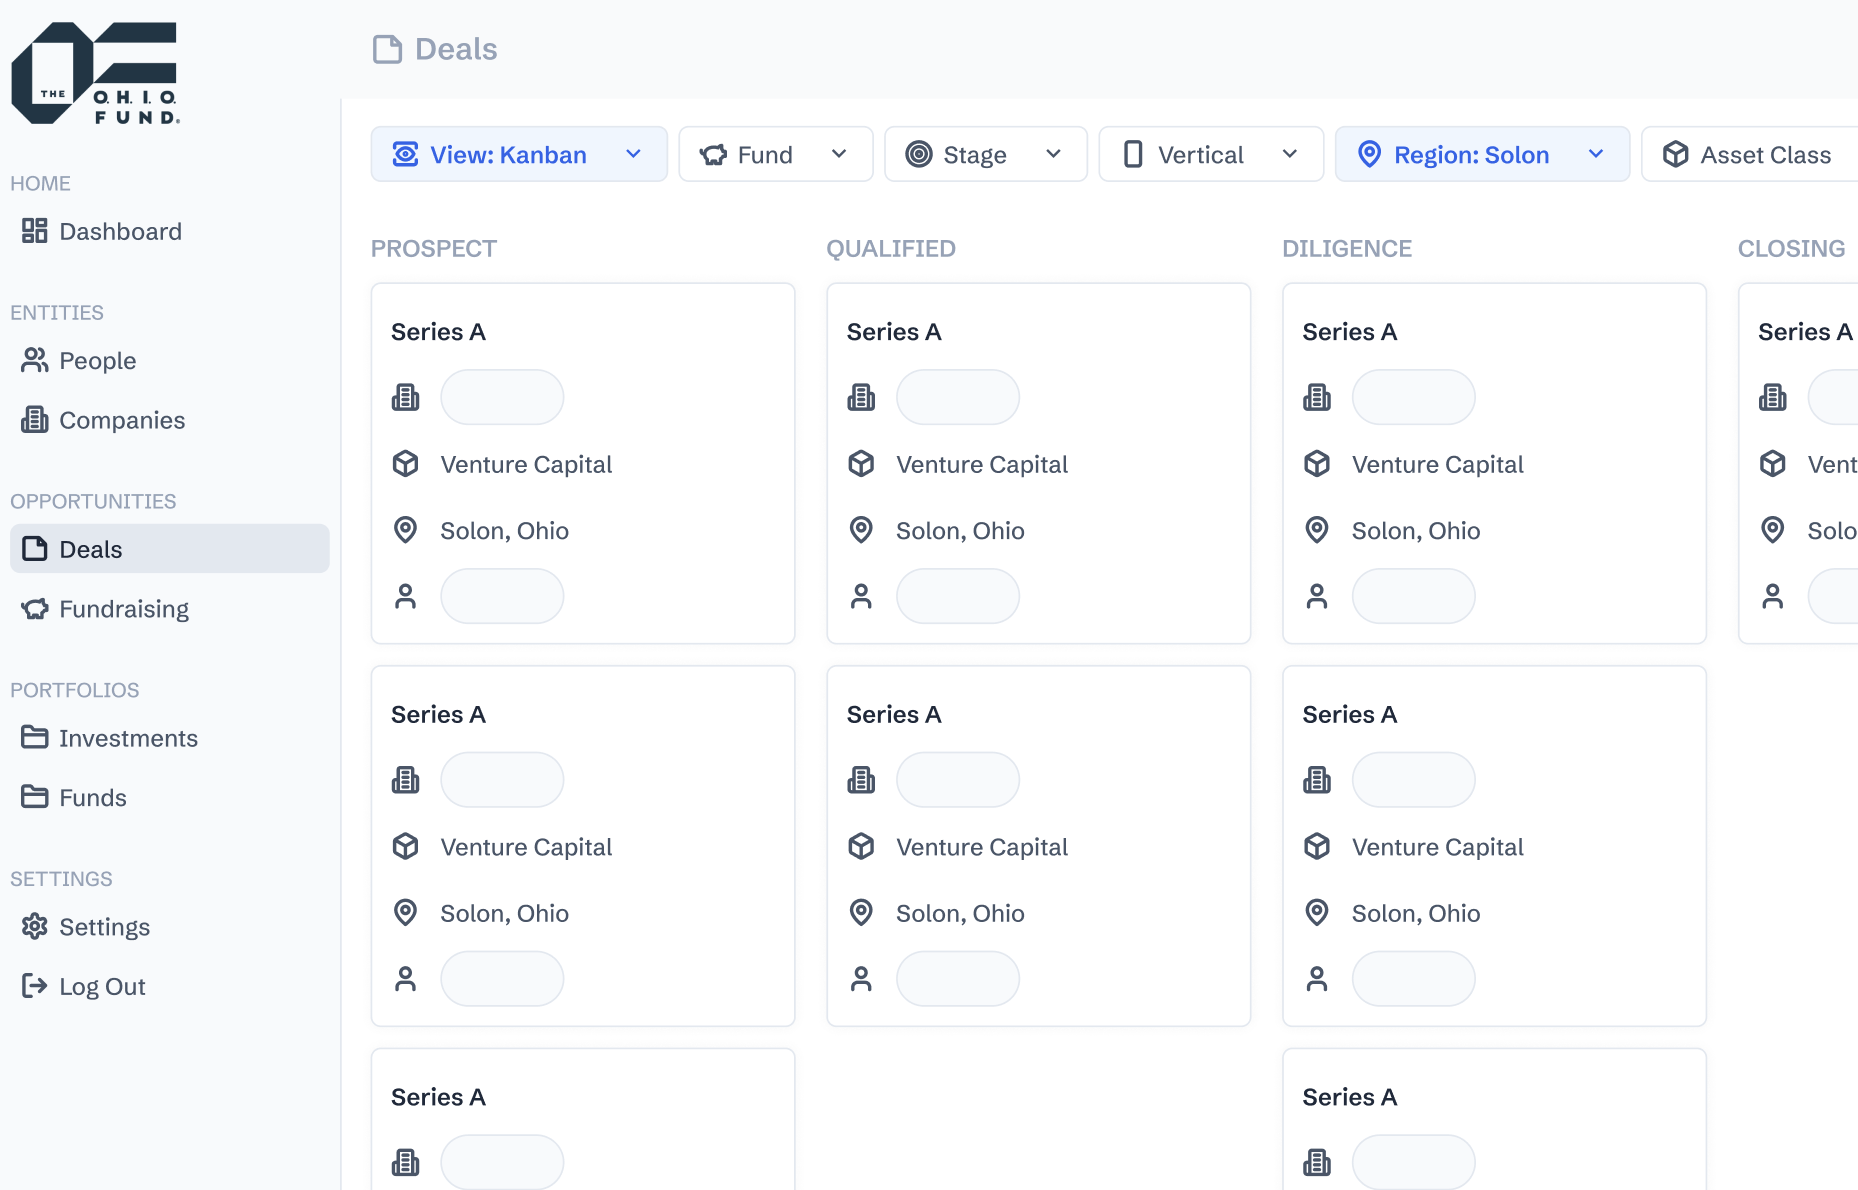 THE
O.H.I.O.
FUND®
HOME
Dashboard
ENTITIES
People
Companies
OPPORTUNITIES
Deals
Fundraising
PORTFOLIOS
Investments
Funds
SETTINGS
Settings
Log Out
Deals
View: Kanban
Fund
Stage
Vertical
Region: Solon
Asset Class
PROSPECT
Series A
Venture Capital
Solon, Ohio
Series A
Venture Capital
Solon, Ohio
Series A
QUALIFIED
Series A
Venture Capital
Solon, Ohio
Series A
Venture Capital
Solon, Ohio
DILIGENCE
Series A
Venture Capital
Solon, Ohio
Series A
Venture Capital
Solon, Ohio
Series A
CLOSING
Series A
Vent
Solo